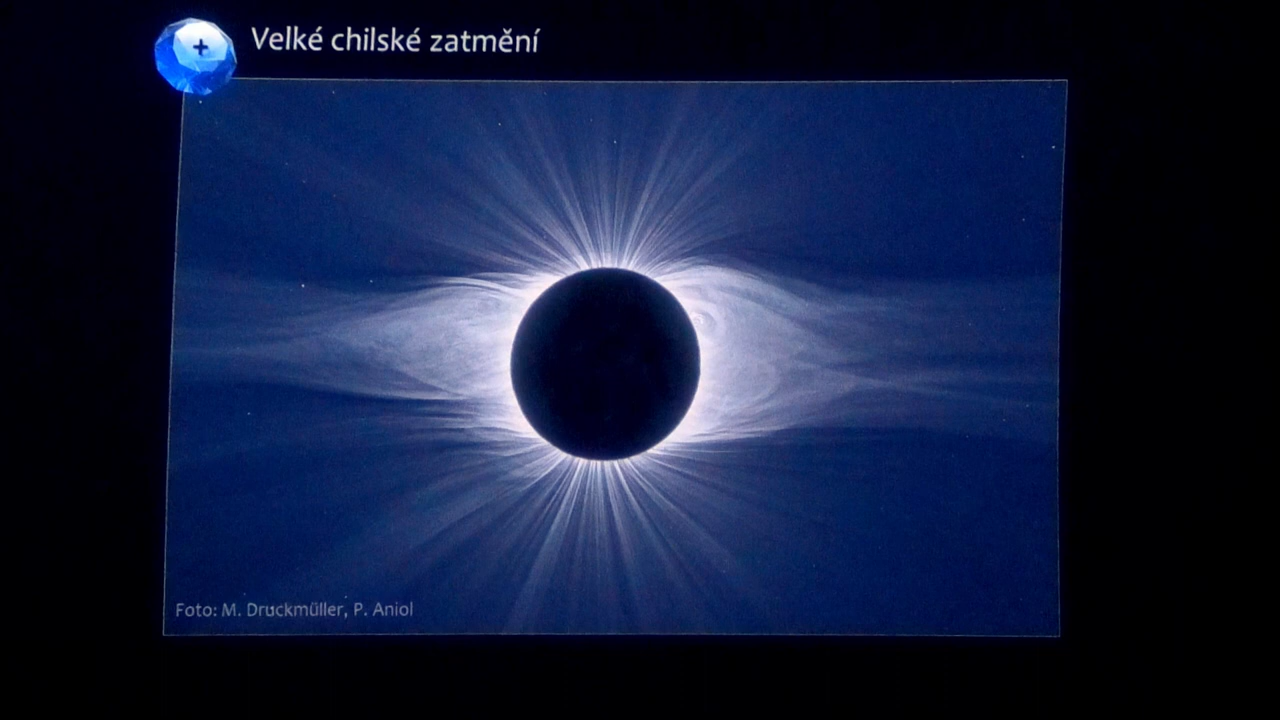 Velké chilské zatmění
Foto: M. Druckmüller, P. Aniol